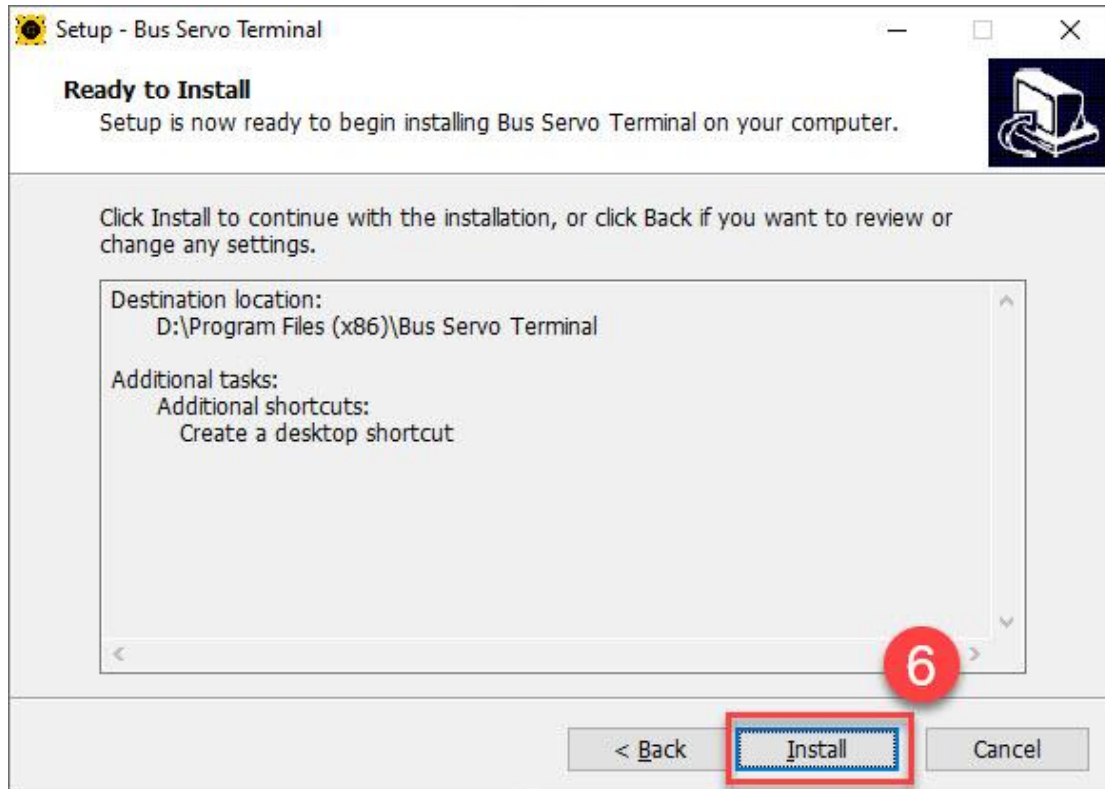 Setup - Bus Servo Terminal
Ready to Install
Setup is now ready to begin installing Bus Servo Terminal on your computer.
Click Install to continue with the installation, or click Back if you want to review or
change any settings.
Destination location:
D:\Program Files (x86)\Bus Servo Terminal
Additional tasks:
Additional shortcuts:
Create a desktop shortcut
6
< Back Install Cancel